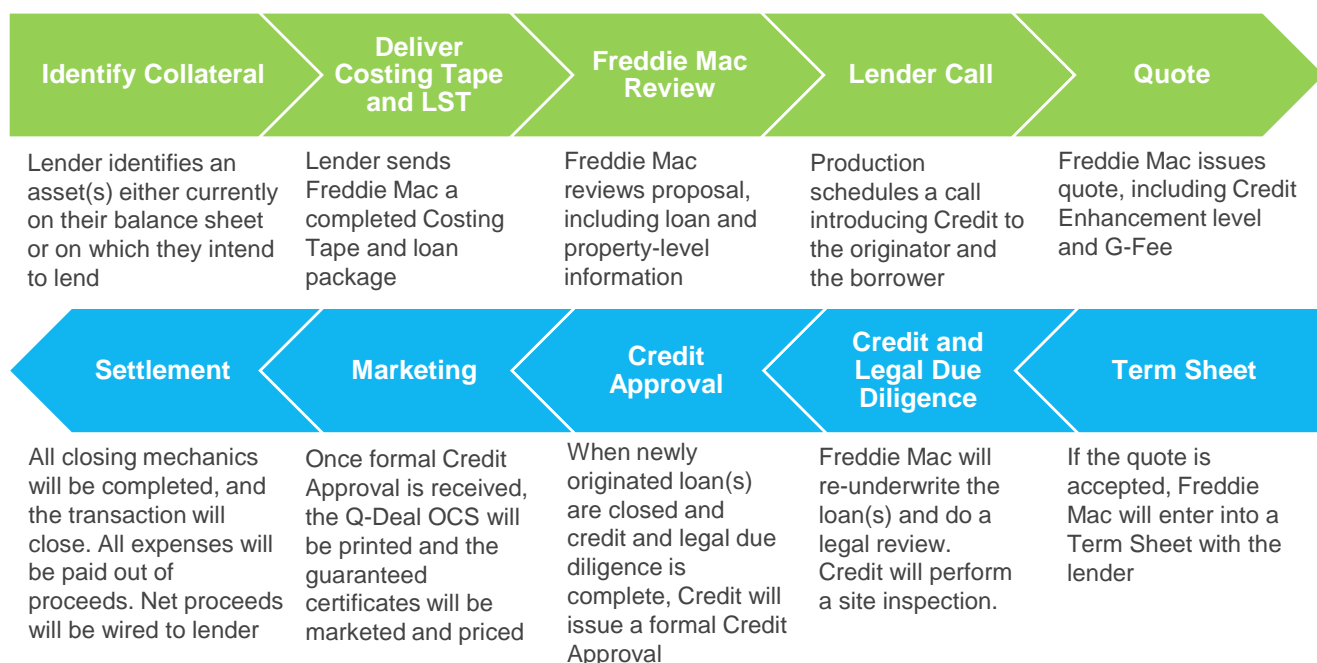 Identify Collateral
Deliver
Costing Tape
and LST
Freddie Mac
Review
Lender Call
Quote
Lender identifies an
asset(s) either currently
on their balance sheet
or on which they intend
to lend
Lender sends
Freddie Mac a
completed Costing
Tape and loan
package
Freddie Mac
reviews proposal,
including loan and
property-level
information
Production
schedules a call
introducing Credit to
the originator and
the borrower
Freddie Mac issues
quote, including Credit
Enhancement level
and G-Fee
Settlement
Marketing
Credit
Approval
Credit and
Legal Due
Diligence
Term Sheet
All closing mechanics
will be completed, and
the transaction will
close. All expenses will
be paid out of
proceeds. Net proceeds
will be wired to lender
Once formal Credit
Approval is received,
the Q-Deal OCS will
be printed and the
guaranteed
certificates will be
marketed and priced
When newly
originated loan(s)
are closed and
credit and legal due
diligence is
complete, Credit will
issue a formal Credit
Approval
Freddie Mac will
re-underwrite the
loan(s) and do a
legal review.
Credit will perform
a site inspection.
If the quote is
accepted, Freddie
Mac will enter into a
Term Sheet with the
lender